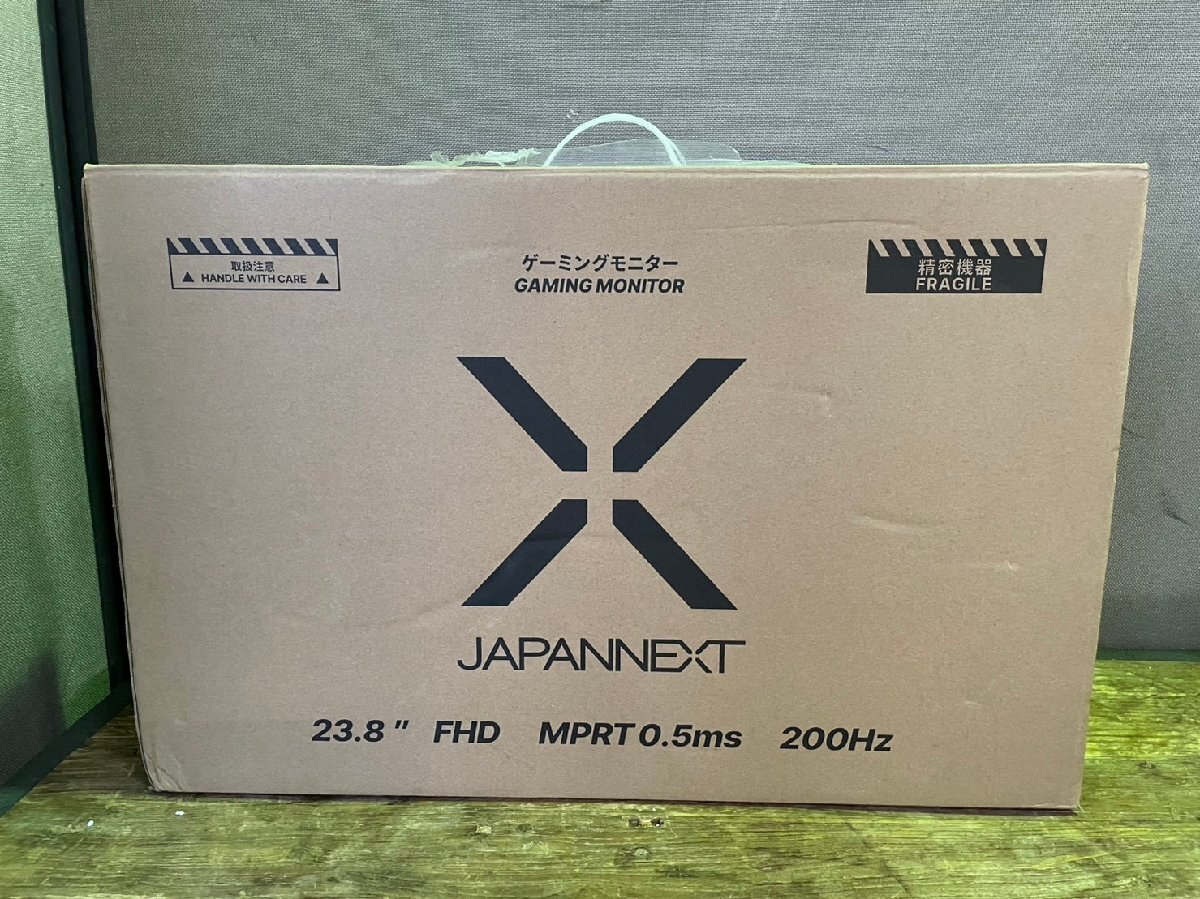 取扱注意
HANDLE WITH CARE
ゲーミングモニター
GAMING MONITOR
精密機器
FRAGILE
JAPANNEXT
23.8" FHD MPRT 0.5ms 200Hz